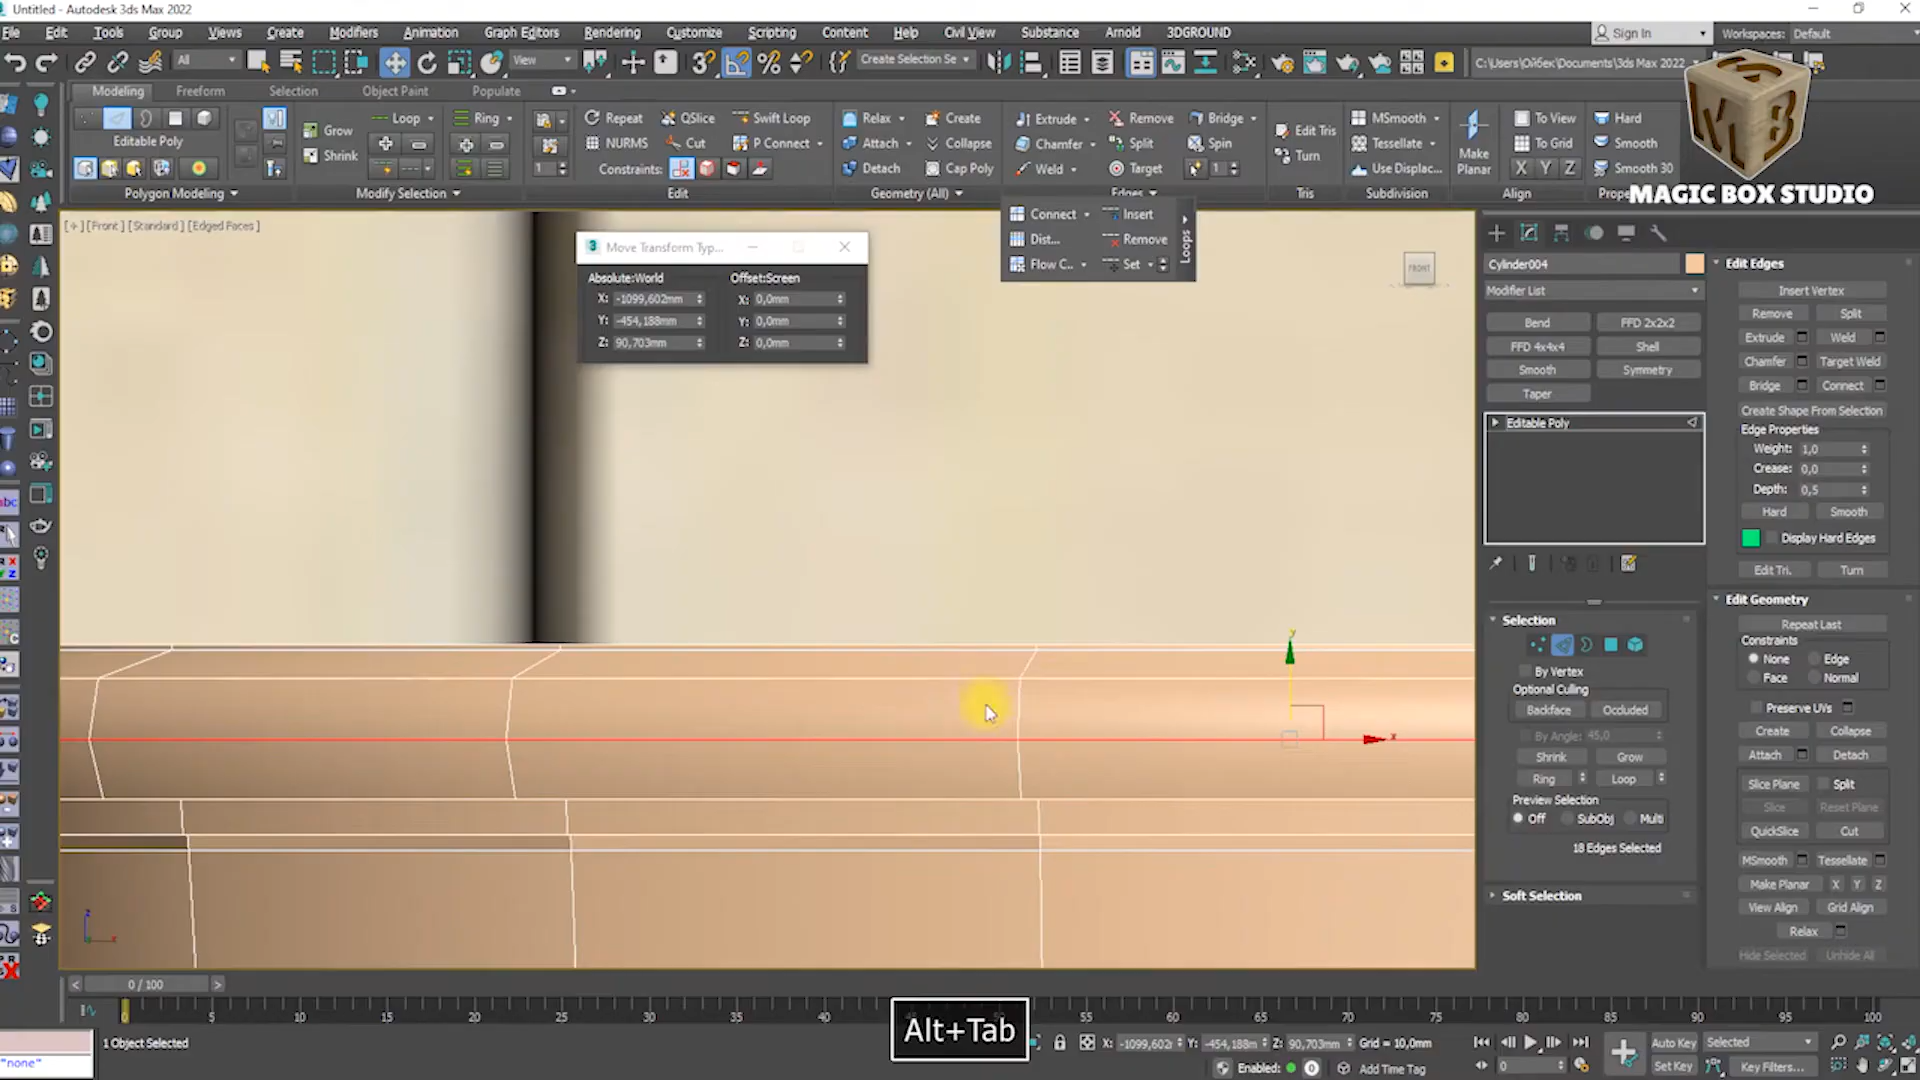 Untitled - Autodesk 3ds Max 2022
File Edit Tools Group Views Create Modifiers Animation Graph Editors Rendering Customize Scripting Content Help Civil View Substance Arnold 3DGROUND
Sign In
Workspaces: Default
All
View
Create Selection Se
C:\Users\Ойбек\Documents\3ds Max 2022
Modeling Freeform Selection Object Paint Populate
Loop Ring Repeat QSlice Swift Loop Relax Create Extrude Remove Bridge MSmooth To View Hard
Grow NURMS Cut P Connect Attach Collapse Chamfer Split Spin Edit Tris Tessellate Make Planar To Grid Smooth
Editable Poly
Shrink 1 Constraints: Detach Cap Poly Weld Target 1 Turn Use Displac... X Y Z Smooth 30
Polygon Modeling Modify Selection Edit Geometry (All) Edges Tris Subdivision Align Prope
MAGIC BOX STUDIO
Connect Insert
Dist... Remove
Flow C... Set
Loops
[+] [Front] [Standard] [Edged Faces]
Move Transform Typ...
Absolute:World Offset:Screen
X: -1099,602mm X: 0,0mm
Y: -454,188mm Y: 0,0mm
Z: 90,703mm Z: 0,0mm
FRONT
y
x
z
x
Cylinder004
Modifier List
Bend FFD 2x2x2
FFD 4x4x4 Shell
Smooth Symmetry
Taper
Editable Poly
Selection
By Vertex
Optional Culling
Backface Occluded
By Angle: 45,0
Shrink Grow
Ring Loop
Preview Selection
Off SubObj Multi
18 Edges Selected
Soft Selection
Edit Edges
Insert Vertex
Remove Split
Extrude Weld
Chamfer Target Weld
Bridge Connect
Create Shape From Selection
Edge Properties
Weight: 1,0
Crease: 0,0
Depth: 0,5
Hard Smooth
Display Hard Edges
Edit Tri. Turn
Edit Geometry
Repeat Last
Constraints
None Edge
Face Normal
Preserve UVs
Create Collapse
Attach Detach
Slice Plane Split
Slice Reset Plane
QuickSlice Cut
MSmooth Tessellate
Make Planar X Y Z
View Align Grid Align
Relax
Hide Selected Unhide All
0 / 100
0 5 10 15 20 25 30 35 40 45 55 60 65 70 75 80 85 90 95 100
Alt+Tab
"none"
1 Object Selected
X: -1099,602 Y: -454,188m Z: 90,703mm Grid = 10,0mm
Auto Key Selected
Enabled: 0 Add Time Tag
0
Set Key Key Filters...